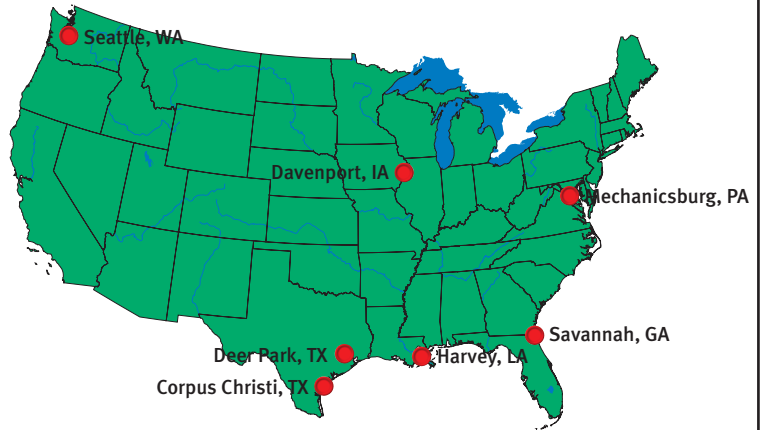 Seattle, WA
Davenport, IA
Mechanicsburg, PA
Savannah, GA
Deer Park, TX
Harvey, LA
Corpus Christi, TX